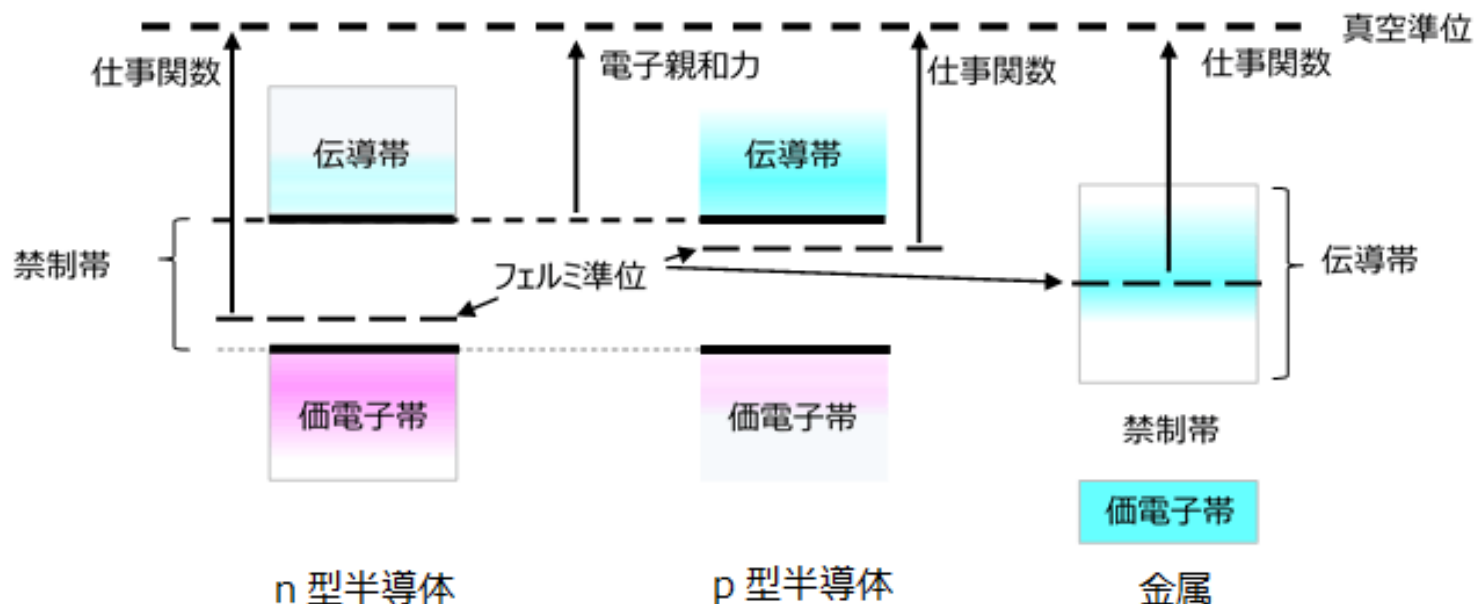 真空準位
仕事関数
電子親和力
仕事関数
仕事関数
伝導帯
伝導帯
禁制帯
フェルミ準位
伝導帯
価電子帯
価電子帯
禁制帯
価電子帯
n 型半導体
p 型半導体
金属